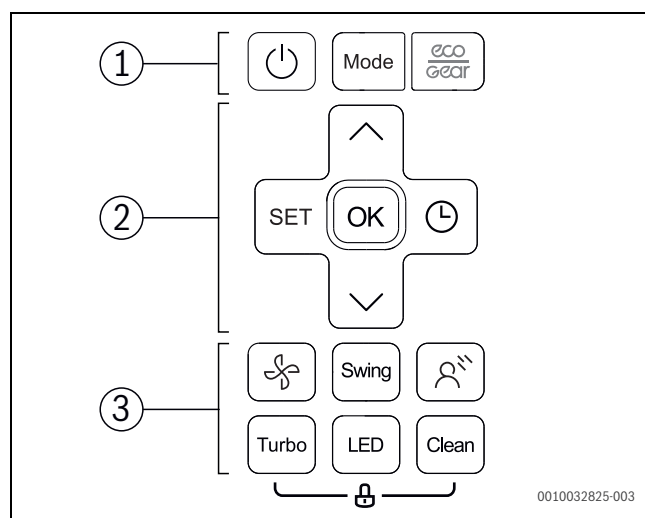 1
Mode
eco
Gear
2
SET
OK
3
Swing
Turbo
LED
Clean
0010032825-003